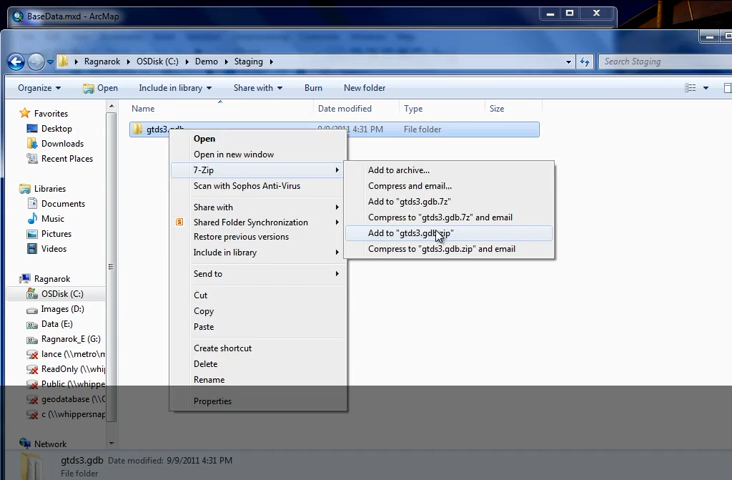 BaseData.mxd - ArcMap
Ragnarok
OSDisk (C:)
Demo
Staging
Search Staging
Organize
Open
Include in library
Share with
Burn
New folder
Favorites
Desktop
Downloads
Recent Places
Libraries
Documents
Music
Pictures
Videos
Ragnarok
OSDisk (C:)
Images (D:)
Data (E:)
Ragnarok_E (G:)
lance (\\metro\n
ReadOnly (\\whip
Public (\\whipper
geodatabase (\\w
c (\\whippersnap
Network
Name
Date modified
Type
Size
gtds3.gdb
9/9/2011 4:31 PM
File folder
Open
Open in new window
7-Zip
Scan with Sophos Anti-Virus
Share with
Shared Folder Synchronization
Restore previous versions
Include in library
Send to
Cut
Copy
Paste
Create shortcut
Delete
Rename
Properties
Add to archive...
Compress and email...
Add to "gtds3.gdb.7z"
Compress to "gtds3.gdb.7z" and email
Add to "gtds3.gdb.zip"
Compress to "gtds3.gdb.zip" and email
gtds3.gdb Date modified: 9/9/2011 4:31 PM
File folder